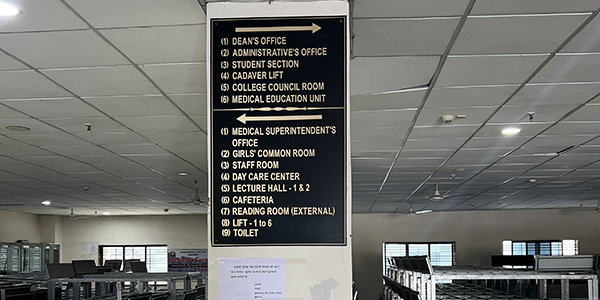 (1) DEAN'S OFFICE
(2) ADMINISTRATIVE'S OFFICE
(3) STUDENT SECTION
(4) CADAVER LIFT
(5) COLLEGE COUNCIL ROOM
(6) MEDICAL EDUCATION UNIT
(1) MEDICAL SUPERINTENDENT'S
OFFICE
(2) GIRLS' COMMON ROOM
(3) STAFF ROOM
(4) DAY CARE CENTER
(5) LECTURE HALL - 1 & 2
(6) CAFETERIA
(7) READING ROOM (EXTERNAL)
(8) LIFT - 1 to 6
(9) TOILET